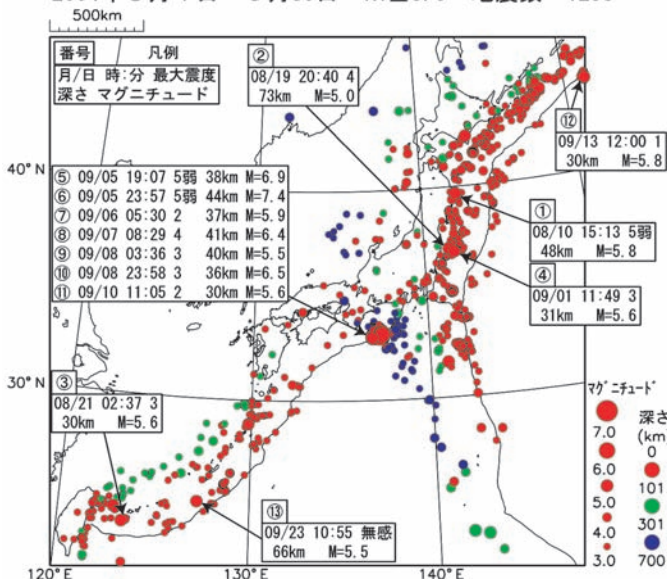 500km
番号 凡例
月/日 時:分 最大震度
深さ マグニチュード
②
08/19 20:40 4
73km M=5.0
⑫
09/13 12:00 1
30km M=5.8
40°N
⑤ 09/05 19:07 5弱 38km M=6.9
⑥ 09/05 23:57 5弱 44km M=7.4
⑦ 09/06 05:30 2 37km M=5.9
⑧ 09/07 08:29 4 41km M=6.4
⑨ 09/08 03:36 3 40km M=5.5
⑩ 09/08 23:58 3 36km M=6.5
⑪ 09/10 11:05 2 30km M=5.6
①
08/10 15:13 5弱
48km M=5.8
④
09/01 11:49 3
31km M=5.6
30°N
③
08/21 02:37 3
30km M=5.6
⑬
09/23 10:55 無感
66km M=5.5
マグニチュード
7.0
6.0
5.0
4.0
3.0
深さ
(km)
0
101
301
700
120°E
130°E
140°E